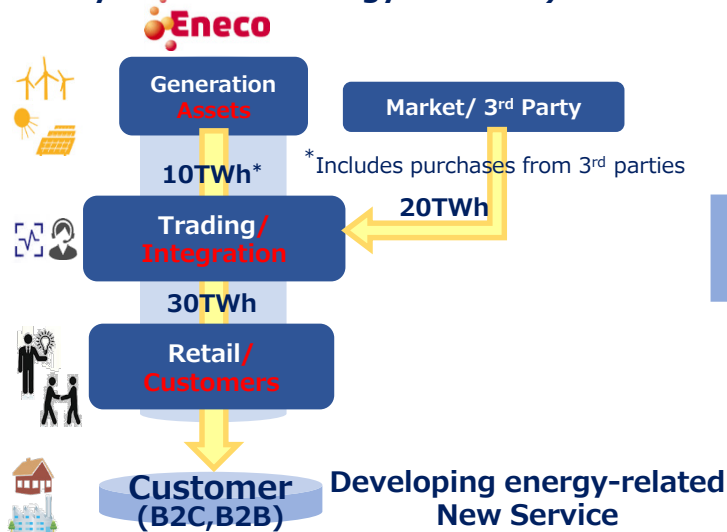 Eneco
Generation
Assets
Market/ 3rd Party
10TWh*
*Includes purchases from 3rd parties
20TWh
Trading/
Integration
30TWh
Retail/
Customers
Customer
(B2C,B2B)
Developing energy-related
New Service